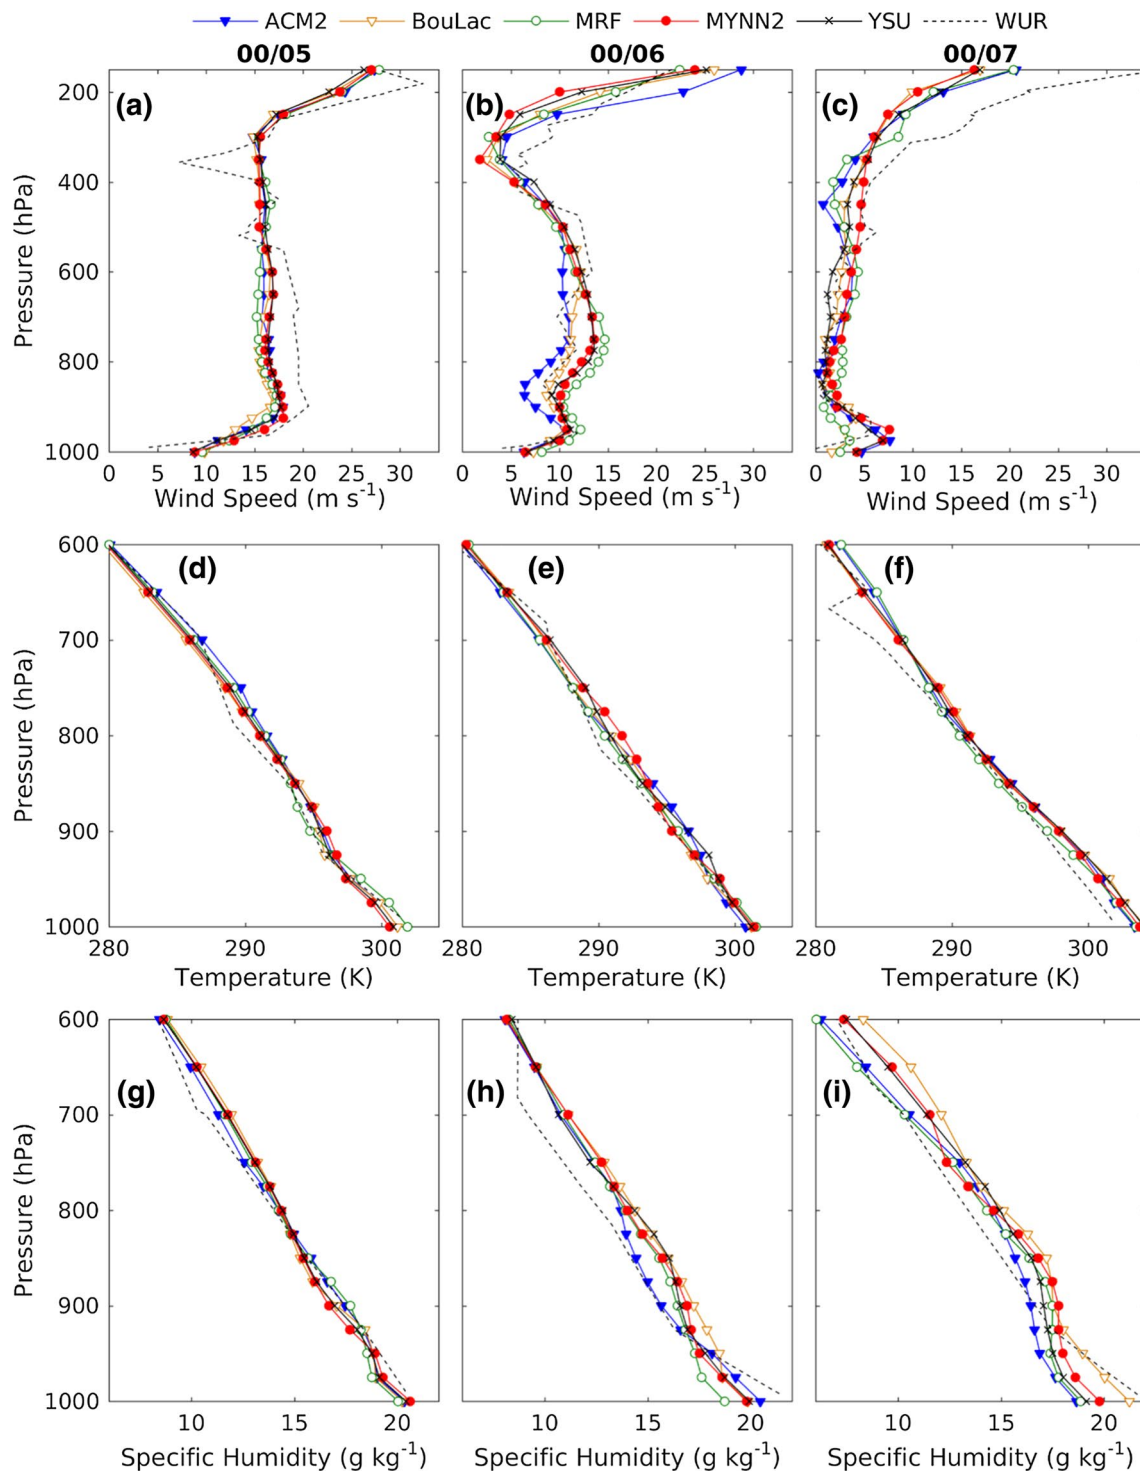 ACM2 BouLac MRF MYNN2 YSU WUR
00/05 00/06 00/07
(a) (b) (c)
200
400
600
800
1000
Pressure (hPa)
0 5 10 15 20 25 30
0 5 10 15 20 25 30
0 5 10 15 20 25 30
Wind Speed (m s-1) Wind Speed (m s-1) Wind Speed (m s-1)
(d) (e) (f)
600
700
800
900
1000
Pressure (hPa)
280 290 300
280 290 300
280 290 300
Temperature (K) Temperature (K) Temperature (K)
(g) (h) (i)
600
700
800
900
1000
Pressure (hPa)
10 15 20
10 15 20
10 15 20
Specific Humidity (g kg-1) Specific Humidity (g kg-1) Specific Humidity (g kg-1)